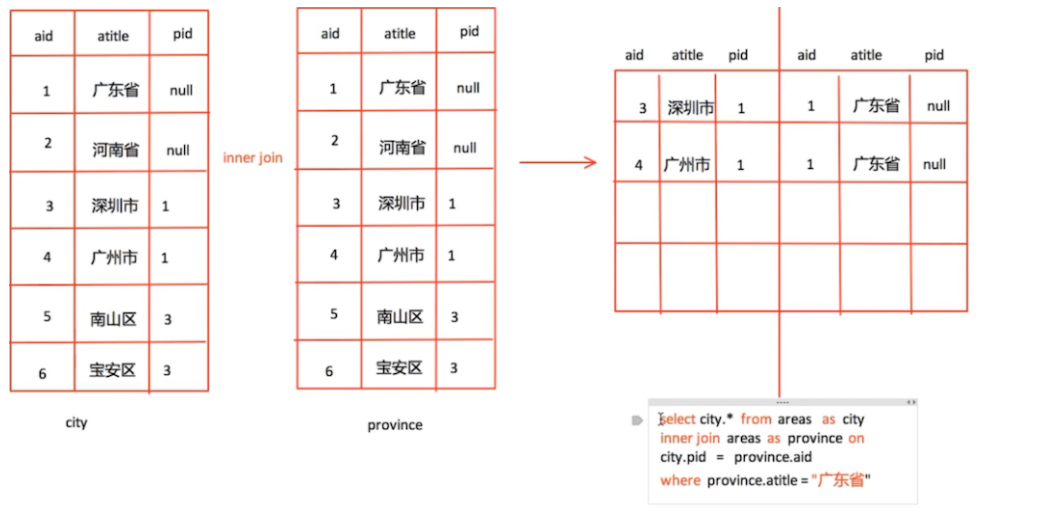 aid atitle pid
1 广东省 null
2 河南省 null
3 深圳市 1
4 广州市 1
5 南山区 3
6 宝安区 3
city
inner join
aid atitle pid
1 广东省 null
2 河南省 null
3 深圳市 1
4 广州市 1
5 南山区 3
6 宝安区 3
province
aid atitle pid aid atitle pid
3 深圳市 1 1 广东省 null
4 广州市 1 1 广东省 null
select city.* from areas as city
inner join areas as province on
city.pid = province.aid
where province.atitle = "广东省"